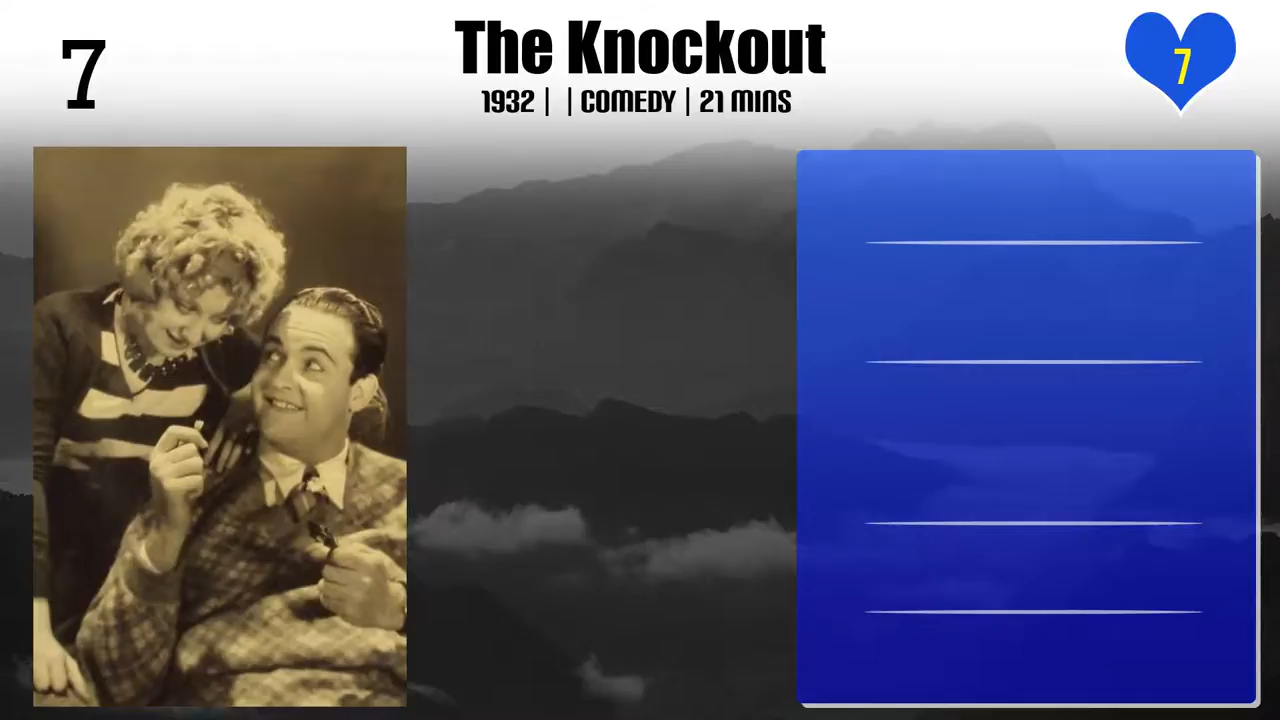 7
The Knockout
7
1932 | | COMEDY | 21 MINS